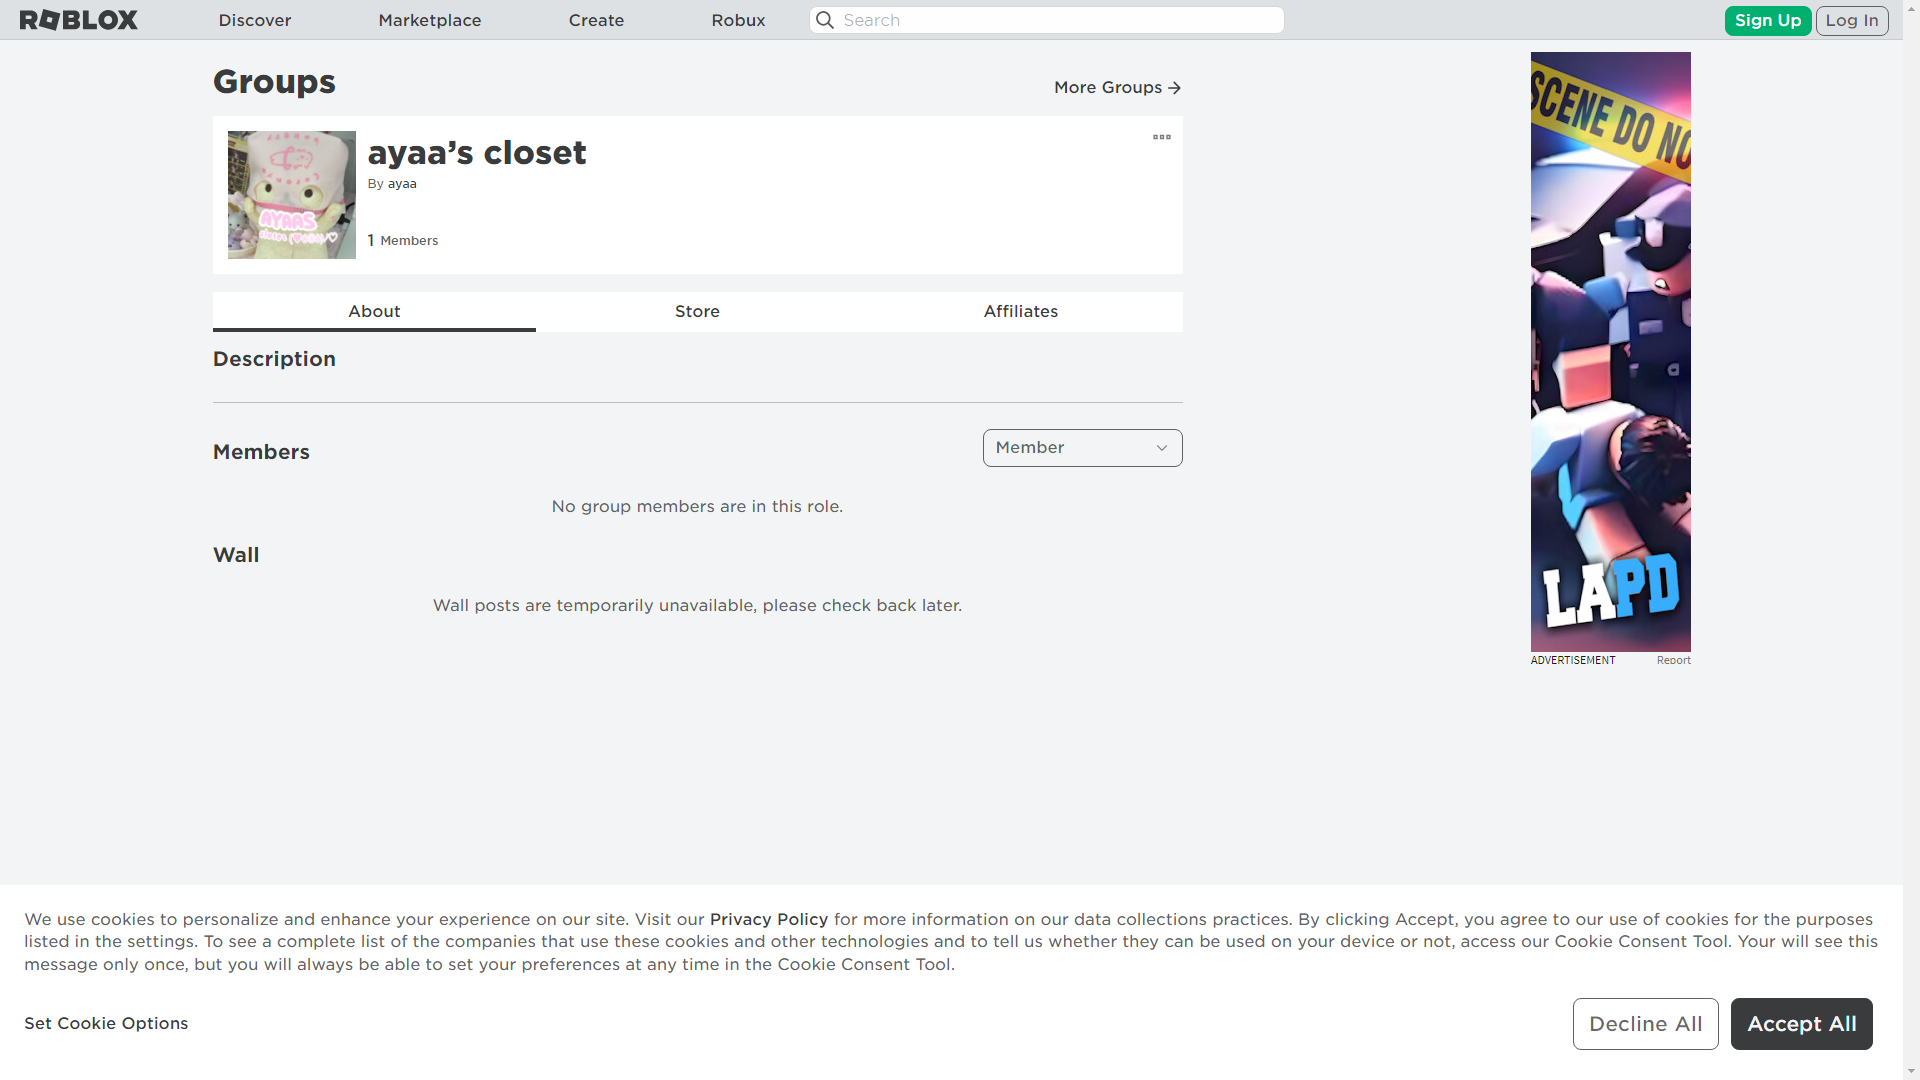 ROBLOX
Discover
Marketplace
Create
Robux
Search
Sign Up
Log In
Groups
More Groups
ayaa's closet
By ayaa
1 Members
AYAAS
About
Store
Affiliates
Description
Members
Member
No group members are in this role.
Wall
Wall posts are temporarily unavailable, please check back later.
SCENE DO NO
LAPD
ADVERTISEMENT
Report
We use cookies to personalize and enhance your experience on our site. Visit our Privacy Policy for more information on our data collections practices. By clicking Accept, you agree to our use of cookies for the purposes
listed in the settings. To see a complete list of the companies that use these cookies and other technologies and to tell us whether they can be used on your device or not, access our Cookie Consent Tool. Your will see this
message only once, but you will always be able to set your preferences at any time in the Cookie Consent Tool.
Set Cookie Options
Decline All
Accept All